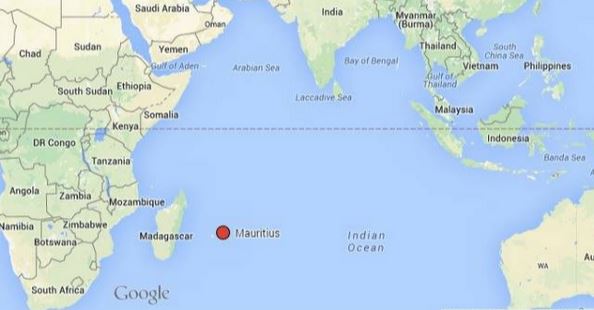 Saudi Arabia
Oman
India
Myanmar
(Burma)
Chad
Sudan
Yemen
Gulf of Aden
Arabian Sea
Bay of Bengal
Thailand
South
China Sea
Gulf of
Thailand
Vietnam
Philippines
South Sudan
Ethiopia
Laccadive Sea
Somalia
Malaysia
Kenya
DR Congo
Indonesia
Banda Sea
Tanzania
Angola
Zambia
Mozambique
Namibia
Zimbabwe
Madagascar
Mauritius
Indian
Ocean
Botswana
WA
Au
South Africa
Google